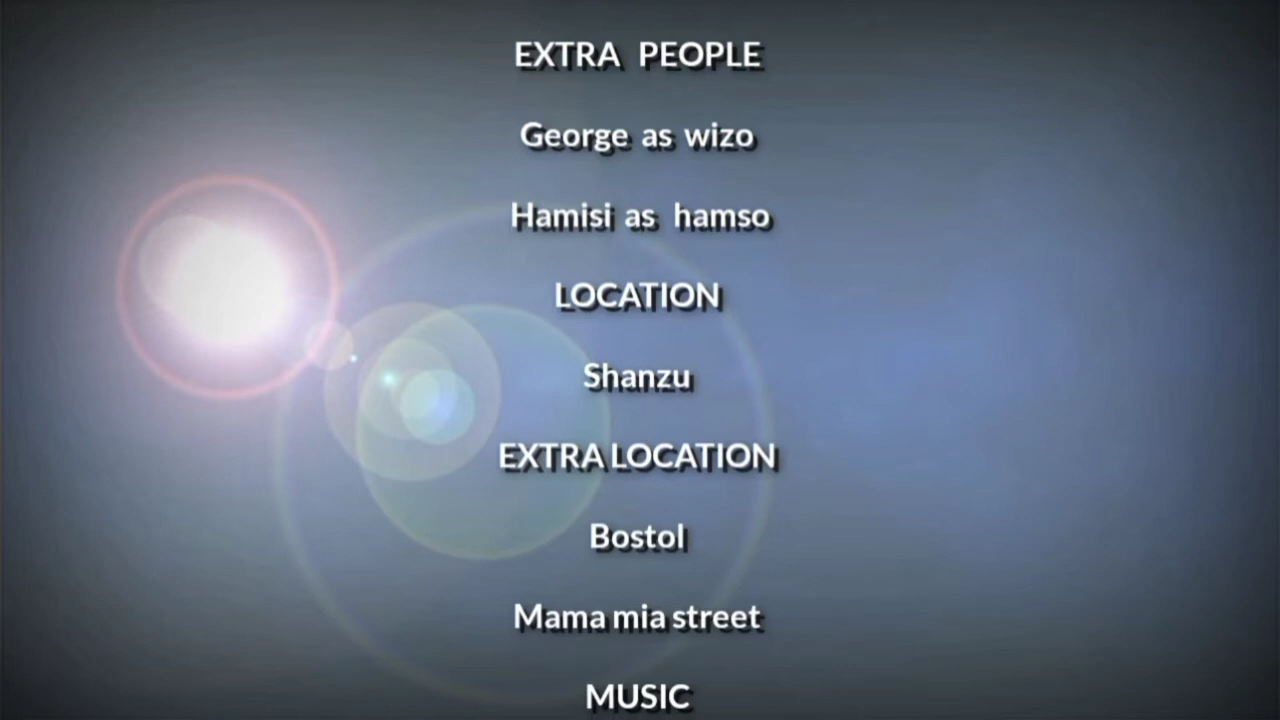 EXTRA PEOPLE
George as wizo
Hamisi as hamso
LOCATION
Shanzu
EXTRA LOCATION
Bostol
Mama mia street
MUSIC